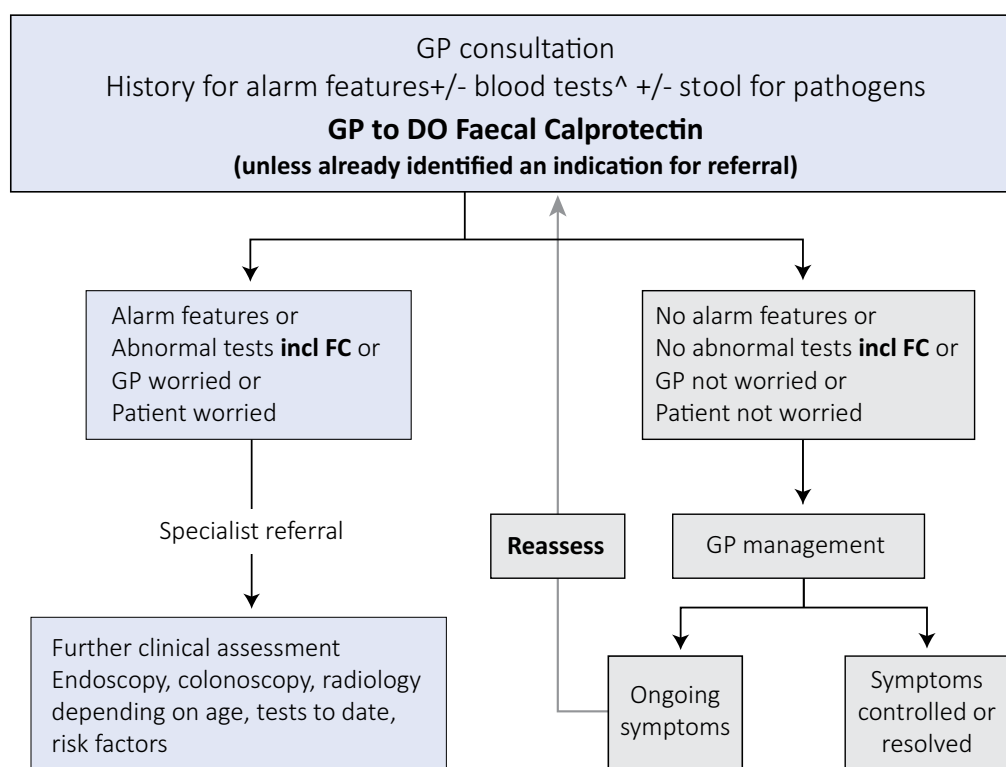 GP consultation
History for alarm features+/- blood tests^ +/- stool for pathogens
GP to DO Faecal Calprotectin
(unless already identified an indication for referral)
Alarm features or
Abnormal tests incl FC or
GP worried or
Patient worried
No alarm features or
No abnormal tests incl FC or
GP not worried or
Patient not worried
Specialist referral
Reassess
GP management
Further clinical assessment
Endoscopy, colonoscopy, radiology
depending on age, tests to date,
risk factors
Ongoing
symptoms
Symptoms
controlled or
resolved